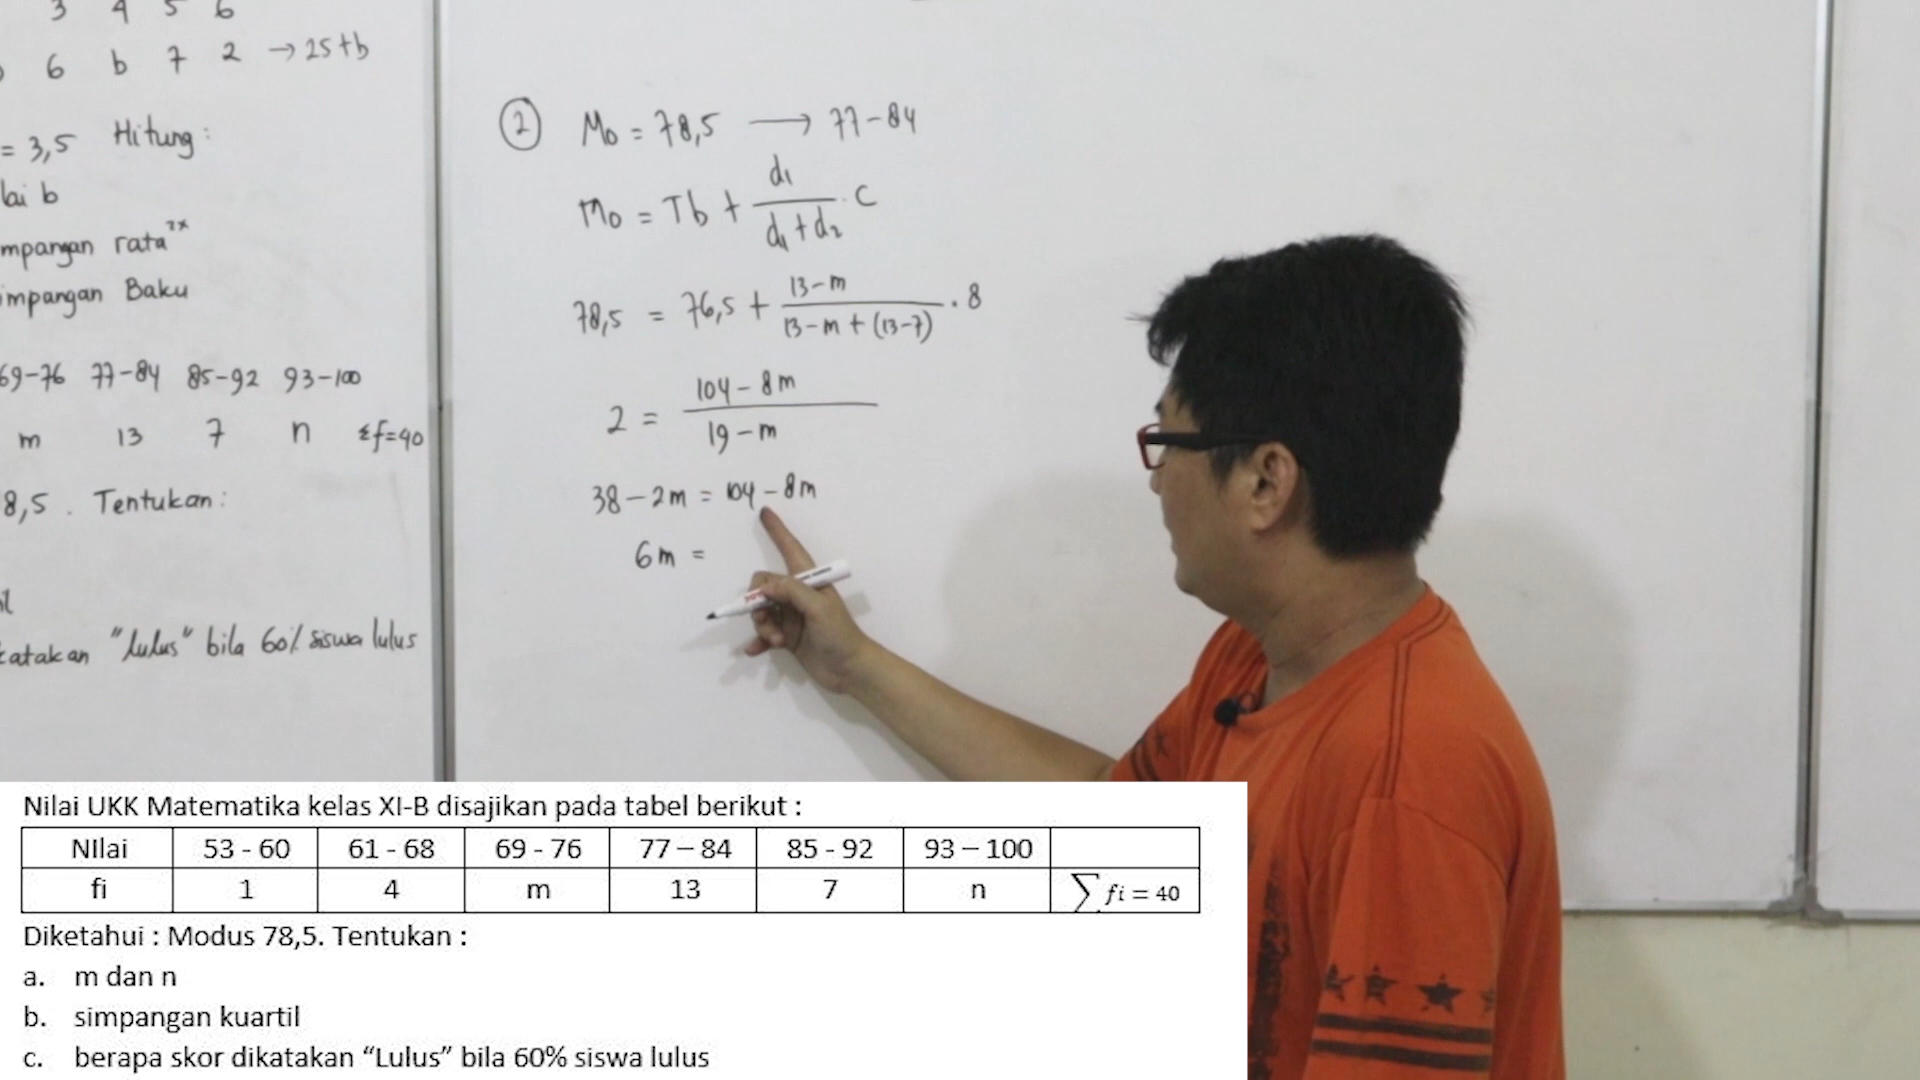 3 4 5 6
6 b 7 2 → 25+b
= 3,5 Hitung :
lai b
mpangan rata²ˣ
impangan Baku
69-76 77-84 85-92 93-100
m 13 7 n Σf=40
8,5 . Tentukan :
il
katakan "lulus" bila 60% siswa lulus
② Mo = 78,5 → 77-84
Mo = Tb + d₁ / (d₁+d₂) . C
78,5 = 76,5 + (13-m) / (13-m+(13-7)) . 8
2 = (104-8m) / (19-m)
38-2m = 104-8m
6m =
Nilai UKK Matematika kelas XI-B disajikan pada tabel berikut :
NIlai 53 - 60 61 - 68 69 - 76 77 – 84 85 - 92 93 – 100
fi 1 4 m 13 7 n ∑ fi = 40
Diketahui : Modus 78,5. Tentukan :
a. m dan n
b. simpangan kuartil
c. berapa skor dikatakan “Lulus” bila 60% siswa lulus